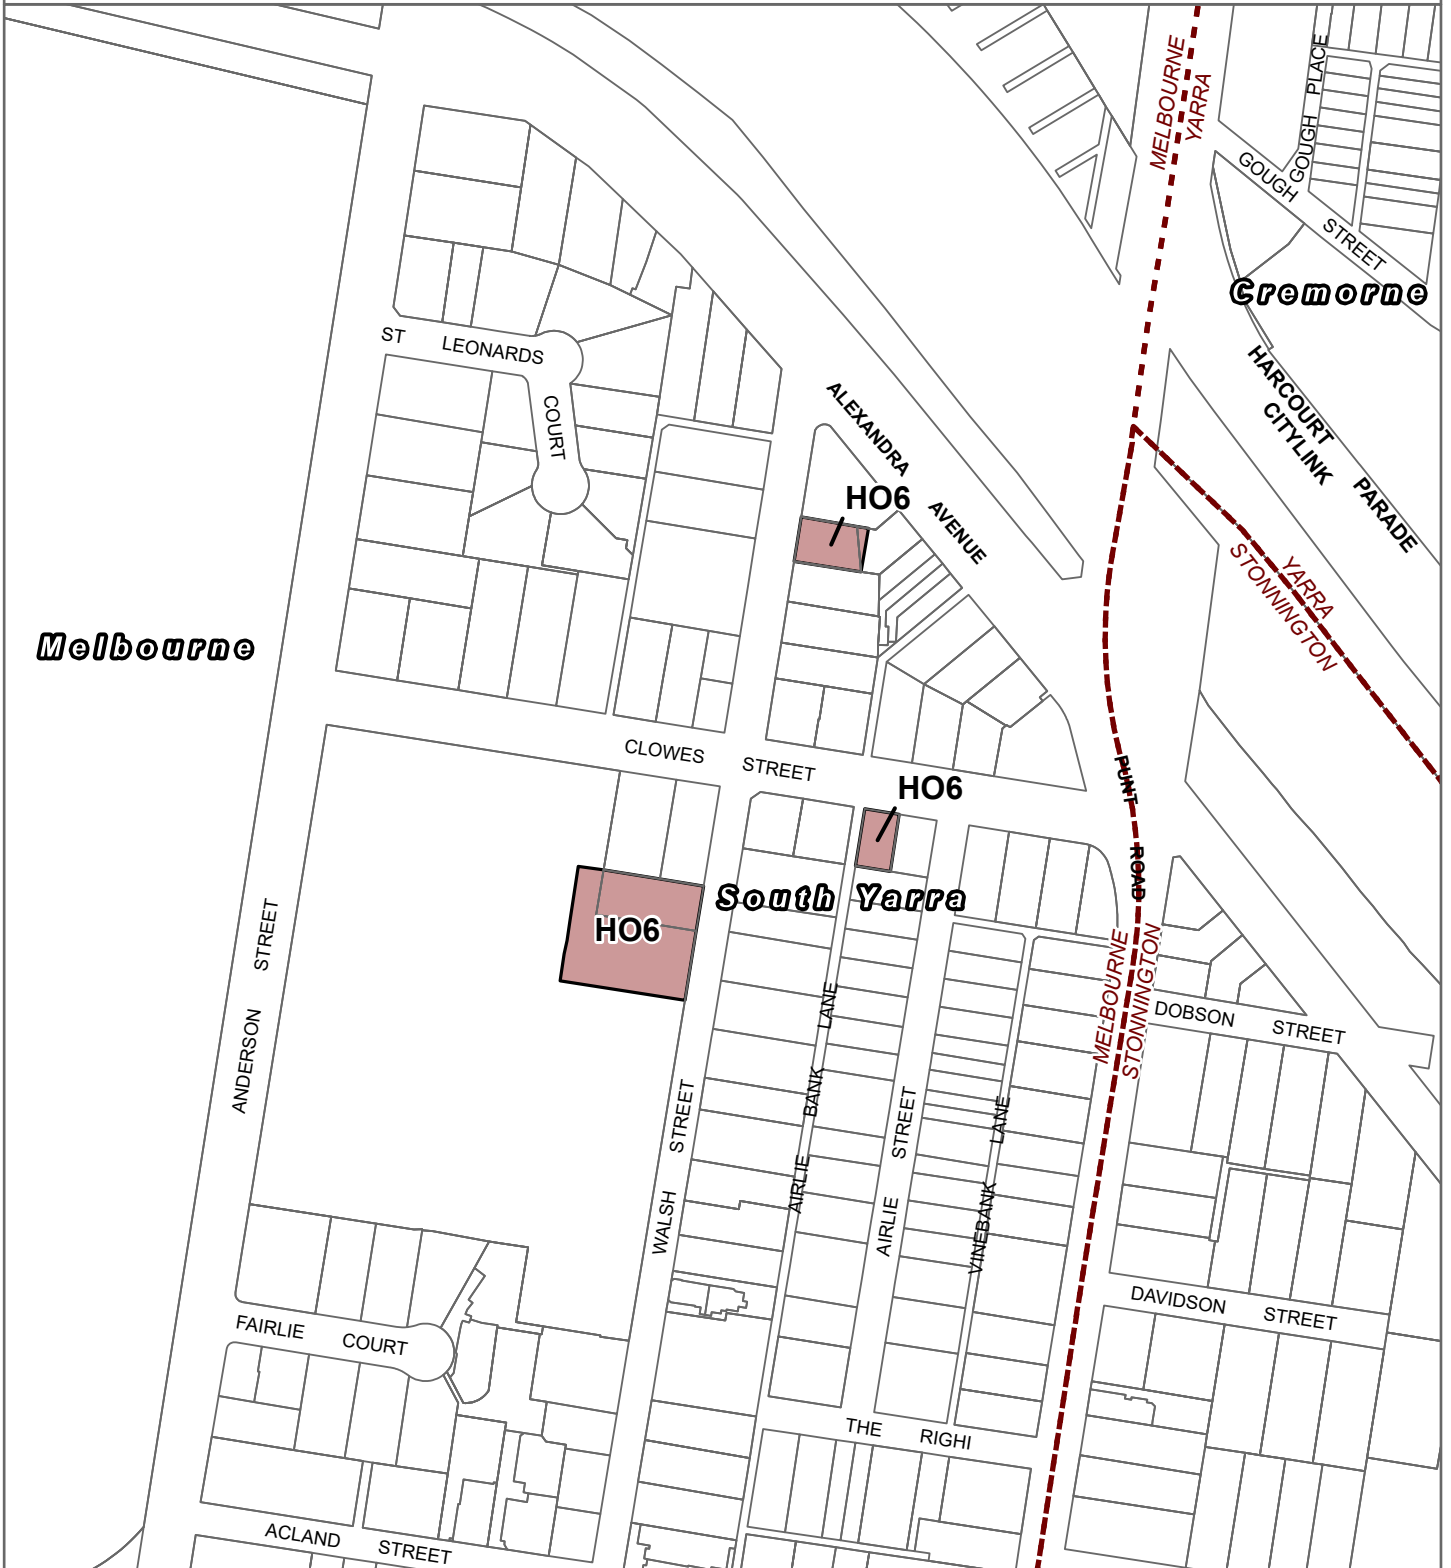 MELBOURNE
YARRA
GOUGH PLACE
GOUGH STREET
Cremorne
ST LEONARDS
COURT
HARCOURT PARADE
CITYLINK
ALEXANDRA AVENUE
HO6
YARRA
STONNINGTON
Melbourne
CLOWES STREET
PUNT ROAD
HO6
South Yarra
HO6
ANDERSON STREET
MELBOURNE
STONNINGTON
DOBSON STREET
WALSH STREET
AIRLIE BANK LANE
AIRLIE STREET
VINEBANK LANE
DAVIDSON STREET
FAIRLIE COURT
THE RIGHI
ACLAND STREET